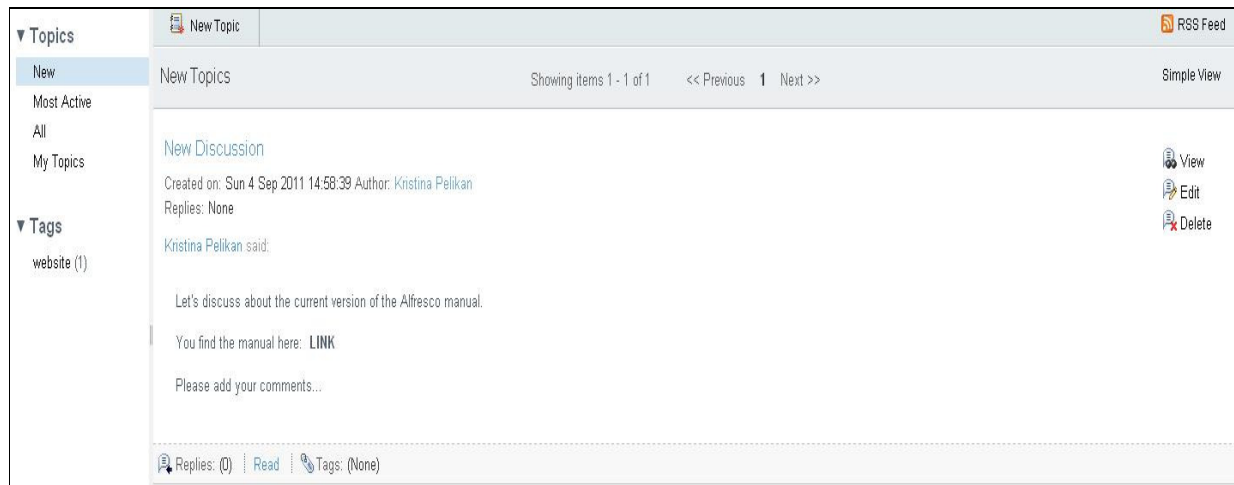 ▼ Topics
New
Most Active
All
My Topics
▼ Tags
website (1)
New Topic
RSS Feed
New Topics
Showing items 1 - 1 of 1
<< Previous 1 Next >>
Simple View
New Discussion
Created on: Sun 4 Sep 2011 14:58:39 Author: Kristina Pelikan
Replies: None
Kristina Pelikan said:
Let's discuss about the current version of the Alfresco manual.
You find the manual here: LINK
Please add your comments...
View
Edit
Delete
Replies: (0) Read Tags: (None)